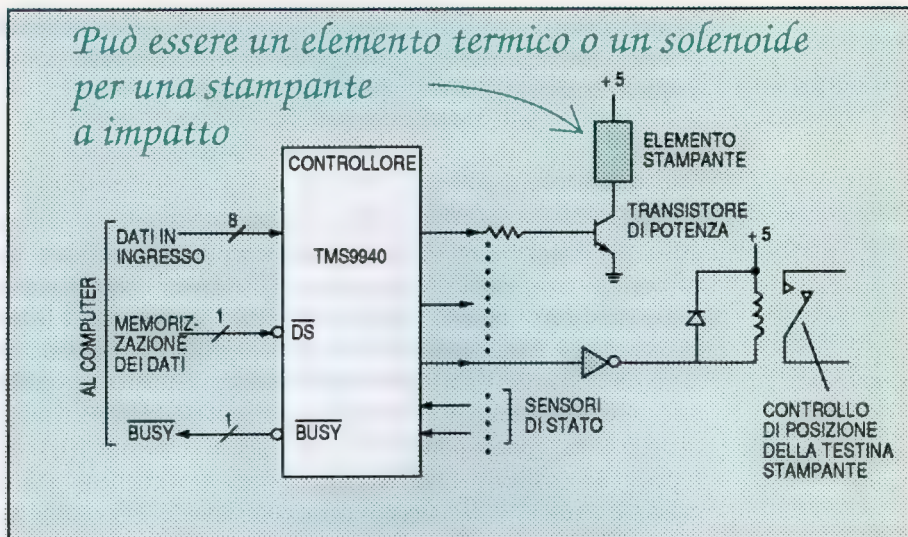 Può essere un elemento termico o un solenoide
per una stampante
a impatto
+5
ELEMENTO
STAMPANTE
CONTROLLORE
TMS9940
TRANSISTORE
DI POTENZA
+5
AL COMPUTER
8
DATI IN
INGRESSO
MEMORIZ-
ZAZIONE
DEI DATI
1
DS
BUSY
1
BUSY
SENSORI
DI STATO
CONTROLLO
DI POSIZIONE
DELLA TESTINA
STAMPANTE